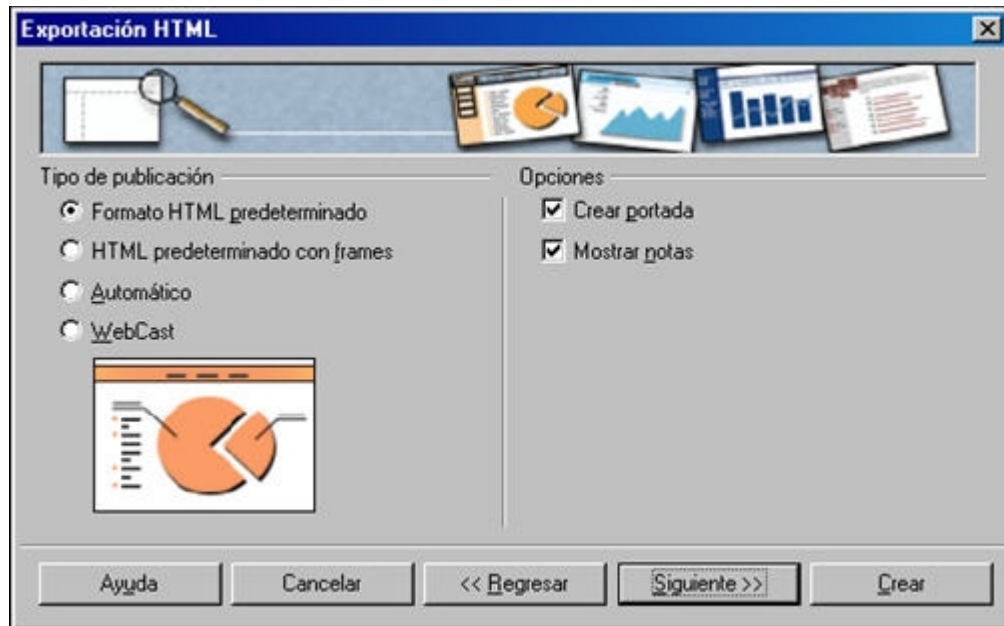 Exportación HTML
Tipo de publicación
Formato HTML predeterminado
HTML predeterminado con frames
Automático
WebCast
Opciones
Crear portada
Mostrar notas
Ayuda
Cancelar
<< Regresar
Siguiente >>
Crear